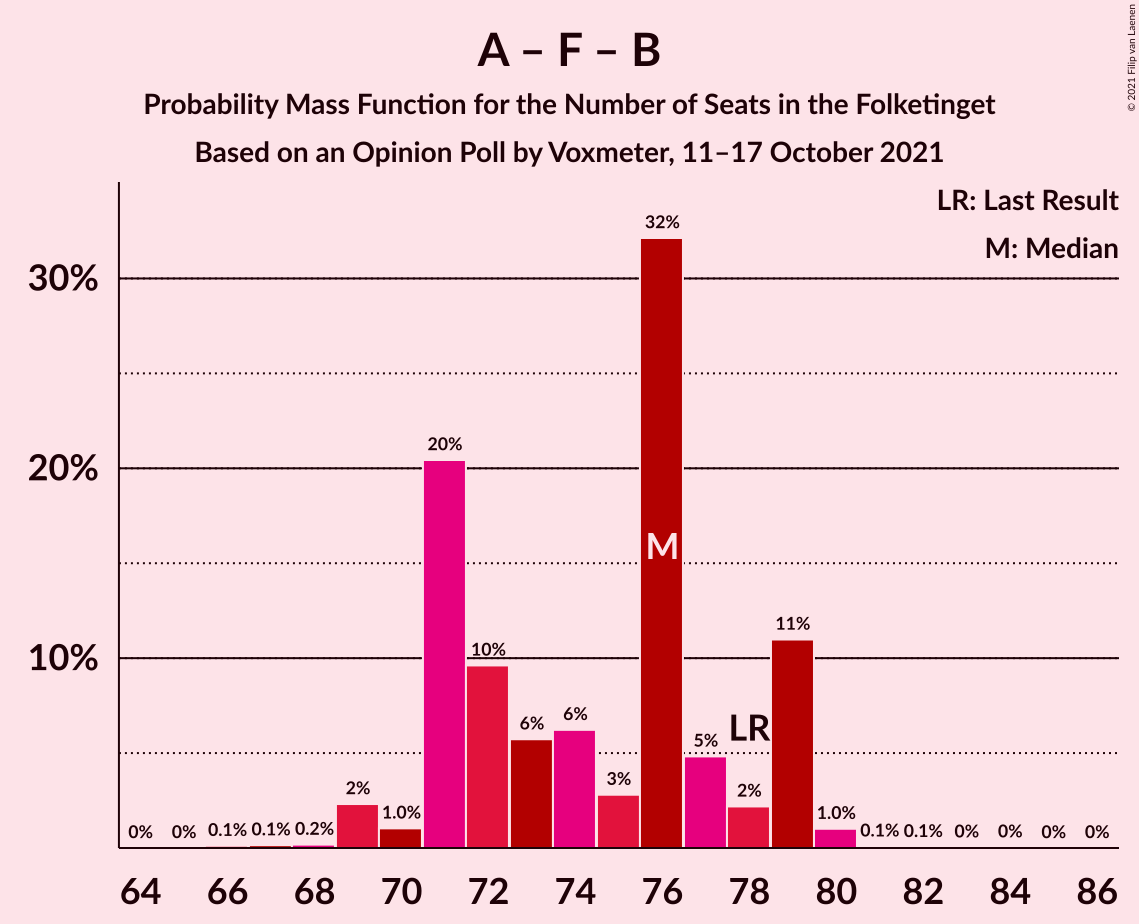 A – F – B
Probability Mass Function for the Number of Seats in the Folketinget
Based on an Opinion Poll by Voxmeter, 11–17 October 2021
© 2021 Filip van Laenen
LR: Last Result
M: Median
30%
20%
10%
0% 0% 0.1% 0.1% 0.2% 2% 1.0% 20% 10% 6% 6% 3% 32% 5% 2% 11% 1.0% 0.1% 0.1% 0% 0% 0% 0%
M
LR
64 66 68 70 72 74 76 78 80 82 84 86